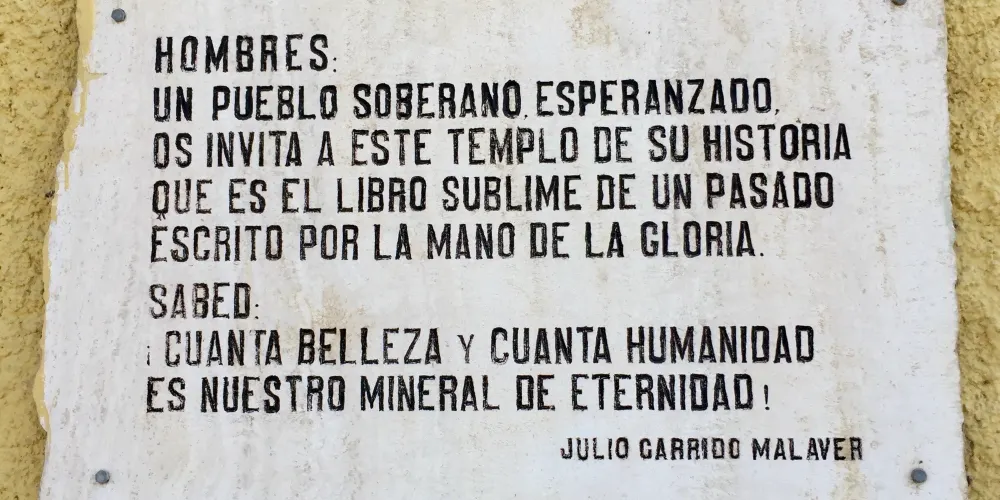 HOMBRES:
UN PUEBLO SOBERANO, ESPERANZADO,
OS INVITA A ESTE TEMPLO DE SU HISTORIA
QUE ES EL LIBRO SUBLIME DE UN PASADO
ESCRITO POR LA MANO DE LA GLORIA.
SABED:
¡CUANTA BELLEZA Y CUANTA HUMANIDAD
ES NUESTRO MINERAL DE ETERNIDAD!
JULIO GARRIDO MALAVER